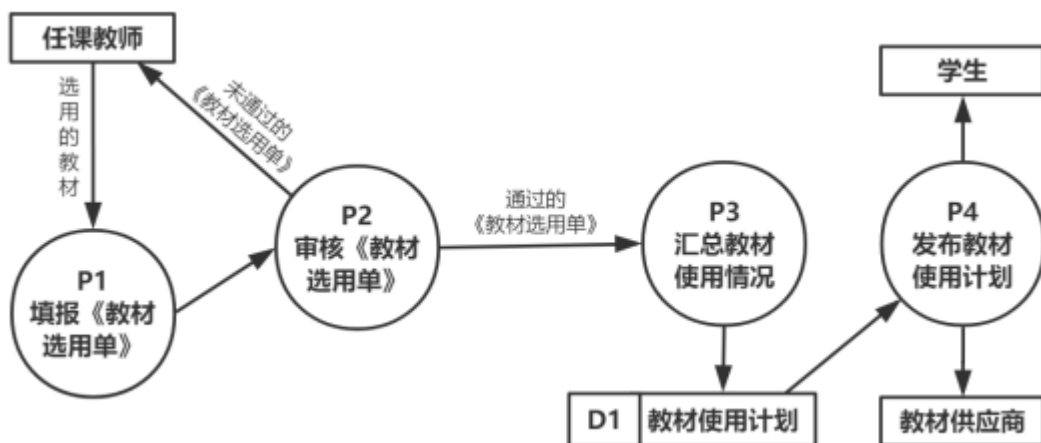 任课教师
选用的教材
未通过的
《教材选用单》
学生
P1
填报《教材
选用单》
P2
审核《教材
选用单》
通过的
《教材选用单》
P3
汇总教材
使用情况
P4
发布教材
使用计划
D1 教材使用计划
教材供应商